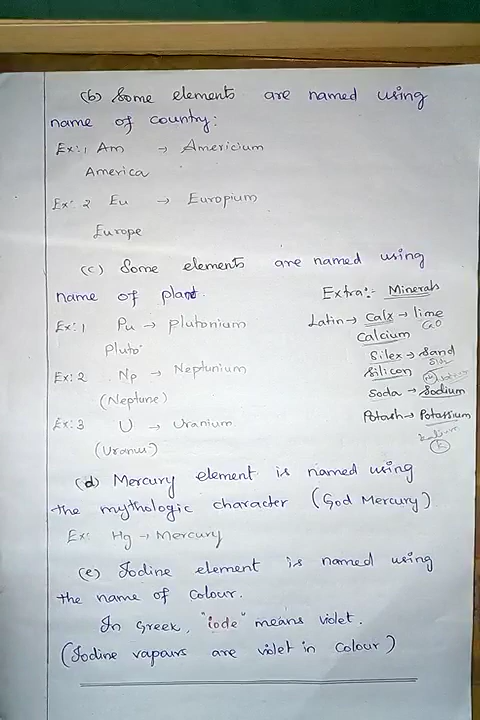 (b) Some elements are named using
name of country:
Ex: 1 Am → Americium
America
Ex: 2 Eu → Europium
Europe
(c) Some elements are named using
name of plant.
Extra:- Minerals
Ex: 1 Pu → Plutonium
Latin → Calx → lime
CaO
Pluto
Calcium
Ex: 2 Np → Neptunium
Silex → Sand
(Neptune)
Silicon
Soda → Sodium
Ex: 3 U → Uranium
Potash → Potassium
(Uranus)
(K)
(d) Mercury element is named using
the mythologic character (God Mercury)
Ex: Hg → Mercury
(e) Iodine element is named using
the name of colour.
In Greek, "iode" means violet.
(Iodine vapours are violet in colour)